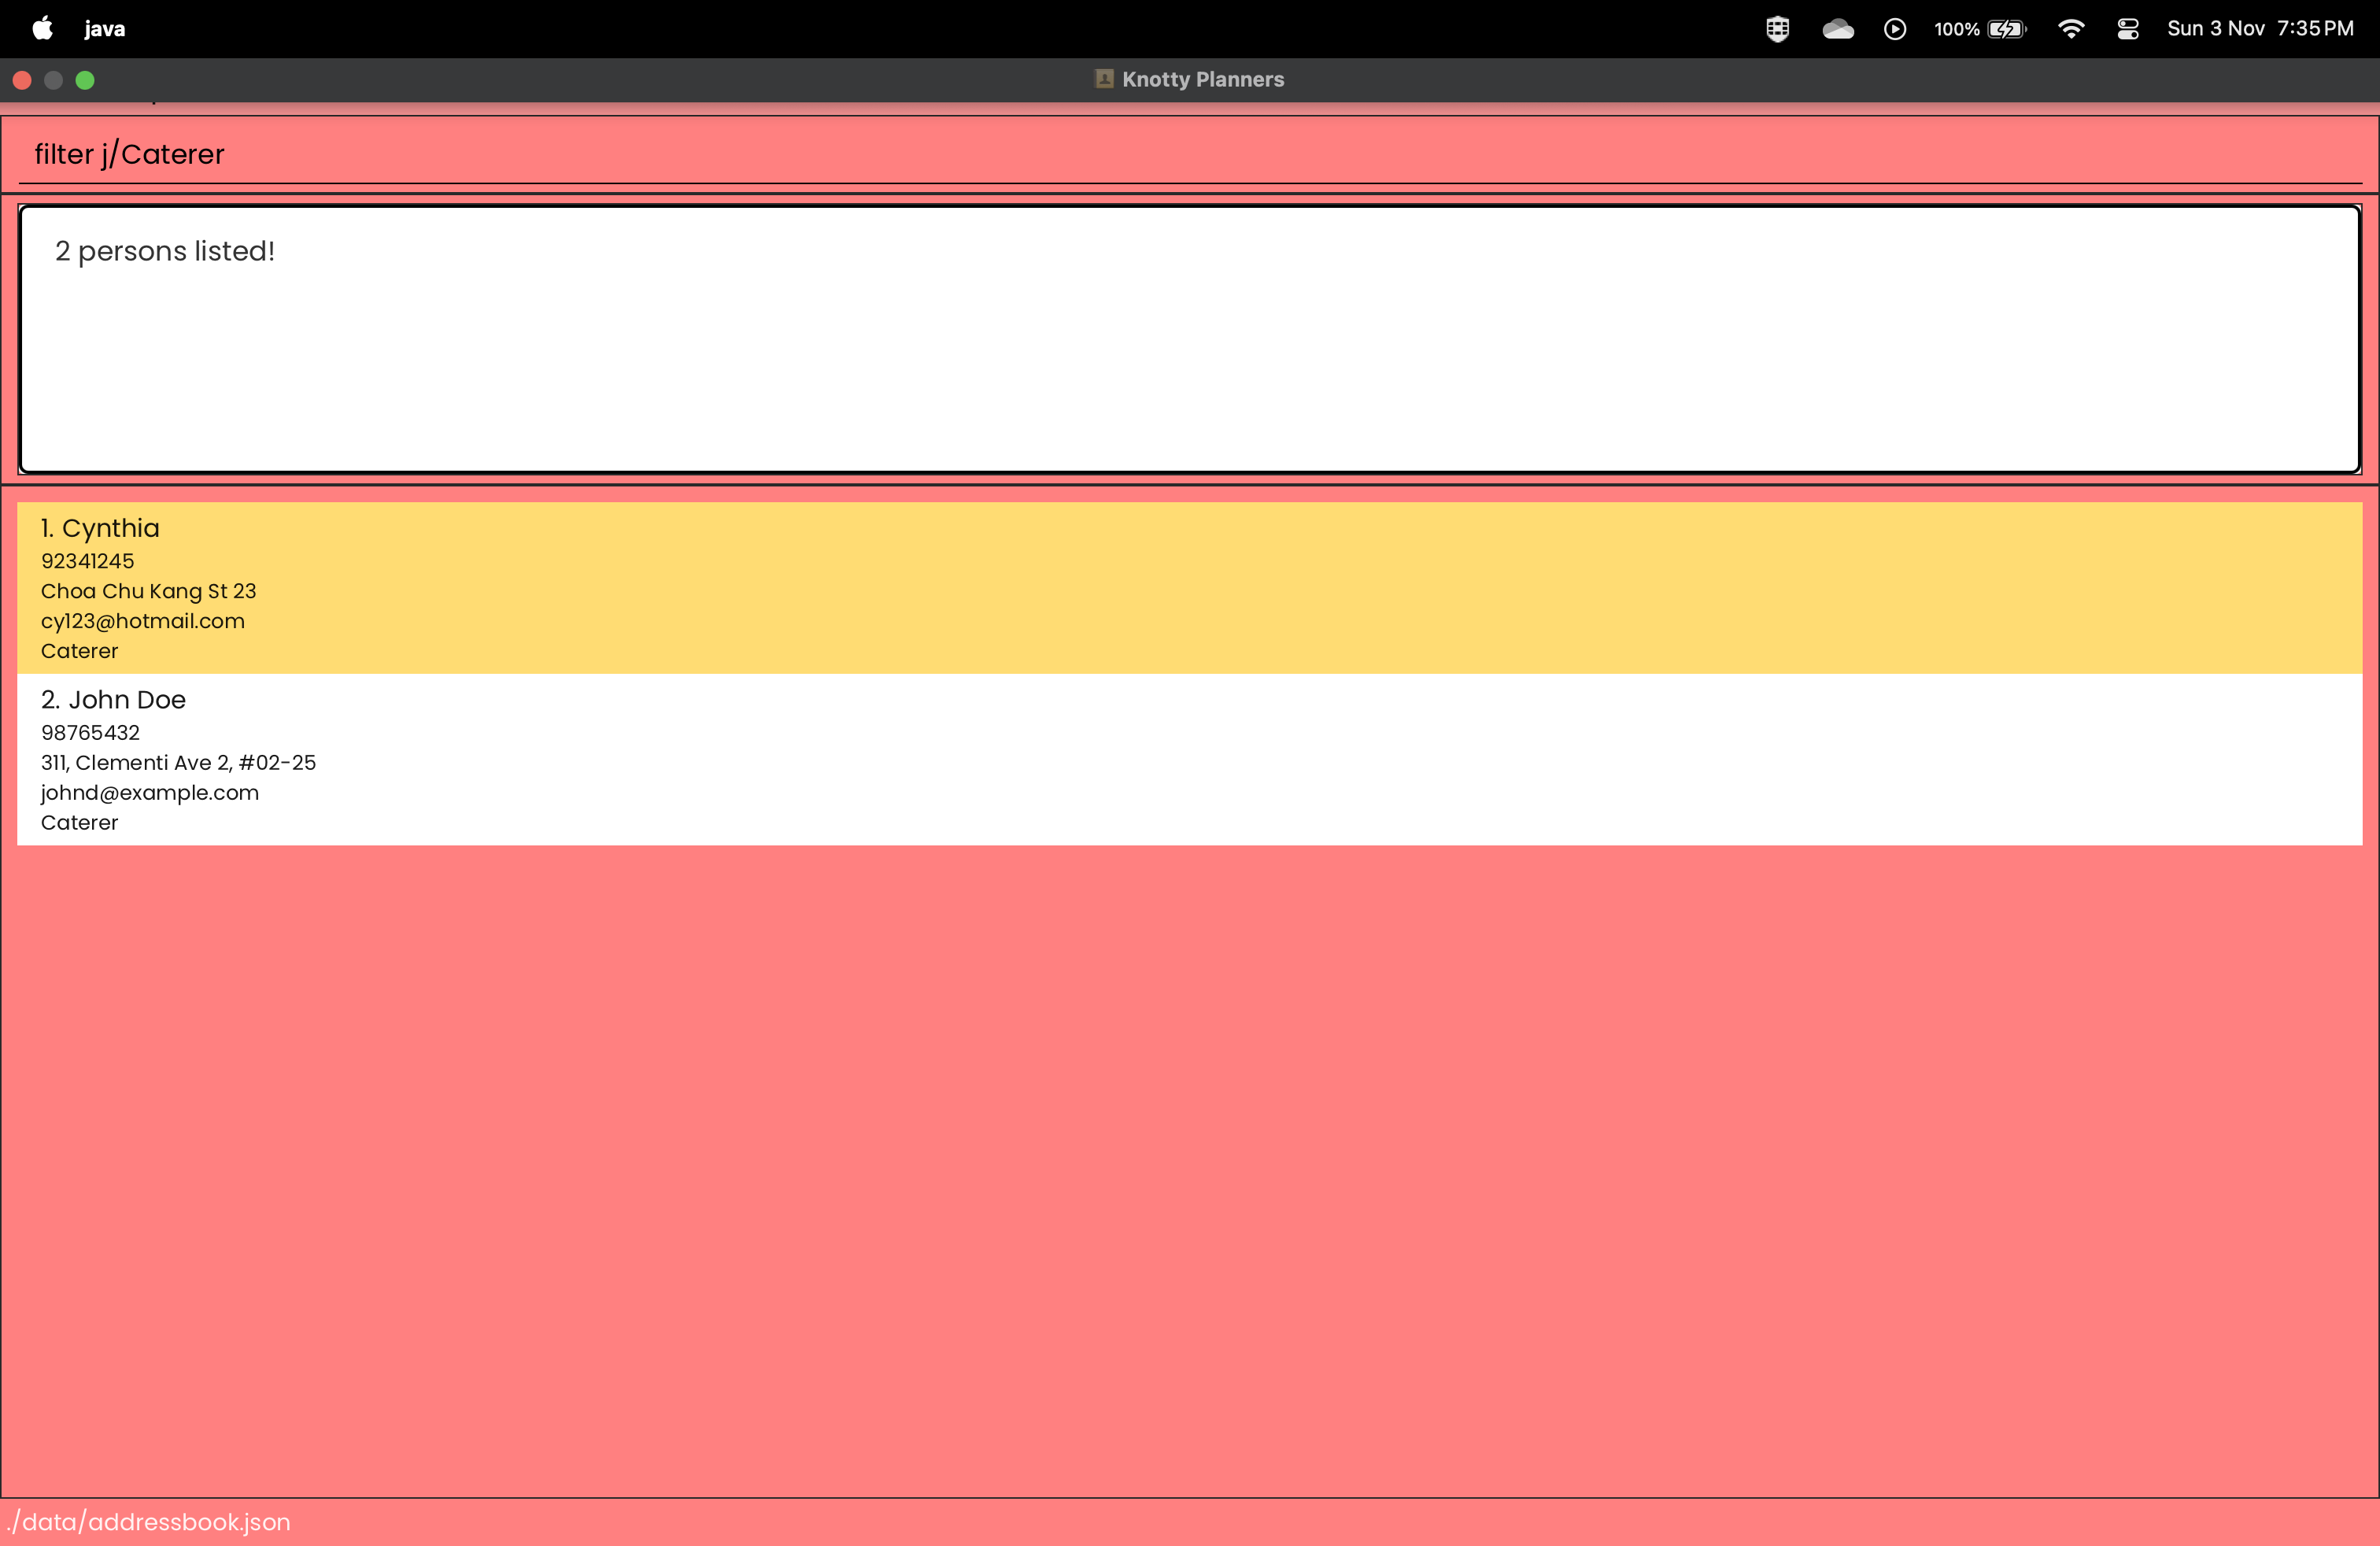 java
100%
Sun 3 Nov 7:35 PM
Knotty Planners
filter j/Caterer
2 persons listed!
1. Cynthia
92341245
Choa Chu Kang St 23
cy123@hotmail.com
Caterer
2. John Doe
98765432
311, Clementi Ave 2, #02-25
johnd@example.com
Caterer
./data/addressbook.json